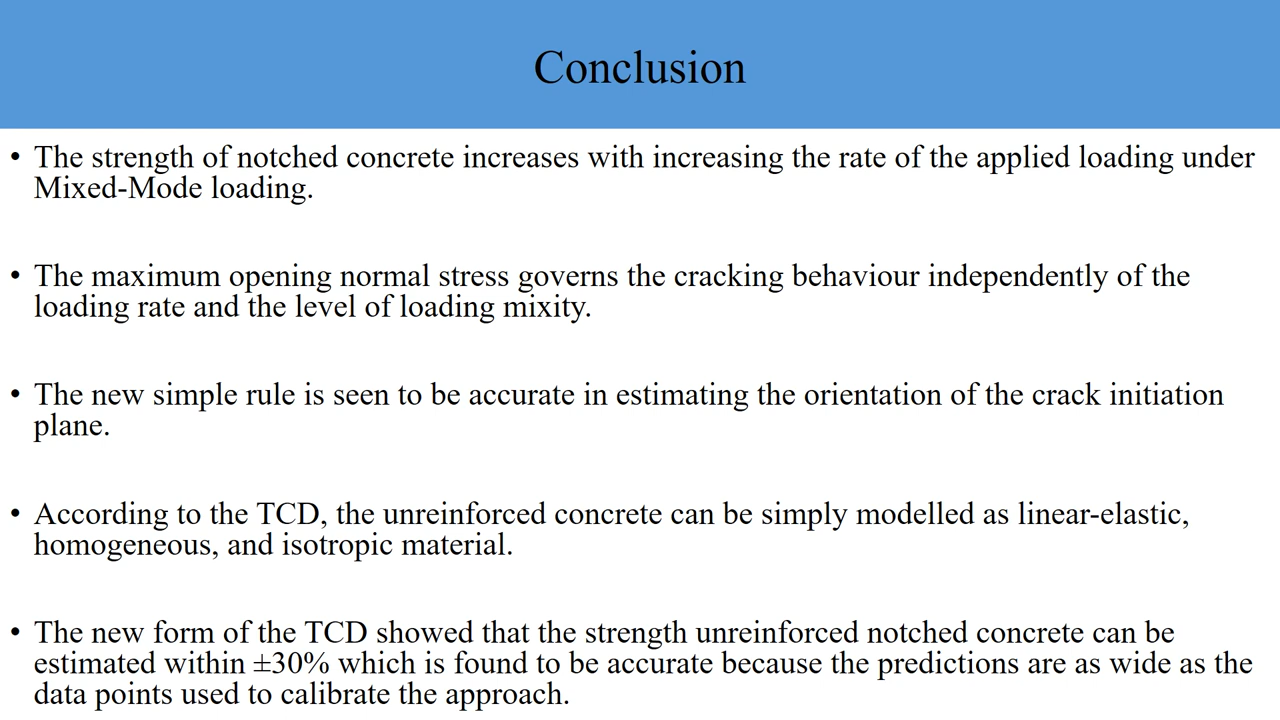 Conclusion
• The strength of notched concrete increases with increasing the rate of the applied loading under
Mixed-Mode loading.
• The maximum opening normal stress governs the cracking behaviour independently of the
loading rate and the level of loading mixity.
• The new simple rule is seen to be accurate in estimating the orientation of the crack initiation
plane.
• According to the TCD, the unreinforced concrete can be simply modelled as linear-elastic,
homogeneous, and isotropic material.
• The new form of the TCD showed that the strength unreinforced notched concrete can be
estimated within ±30% which is found to be accurate because the predictions are as wide as the
data points used to calibrate the approach.